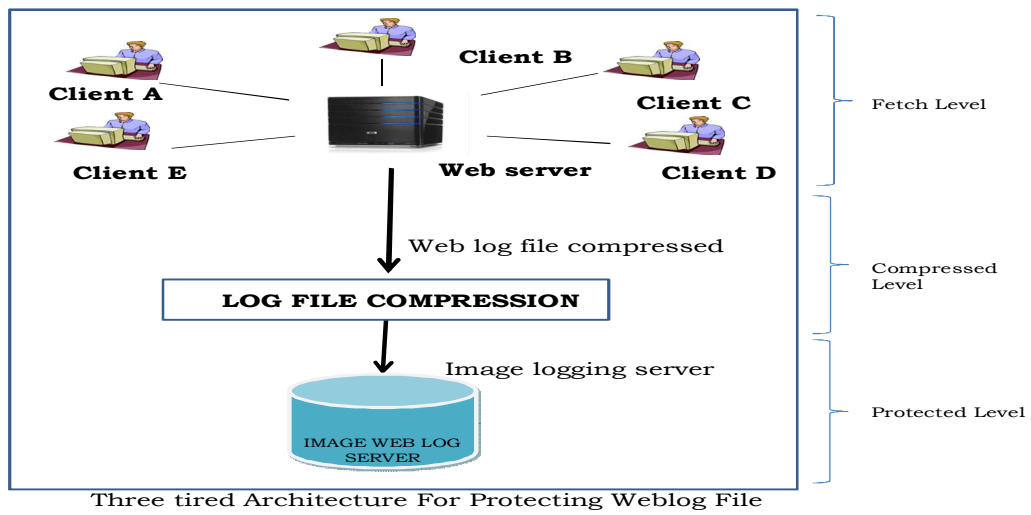 Client B
Client A
Client C
Fetch Level
Client E
Web server
Client D
Web log file compressed
Compressed
Level
LOG FILE COMPRESSION
Image logging server
Protected Level
IMAGE WEB LOG
SERVER
Three tired Architecture For Protecting Weblog File